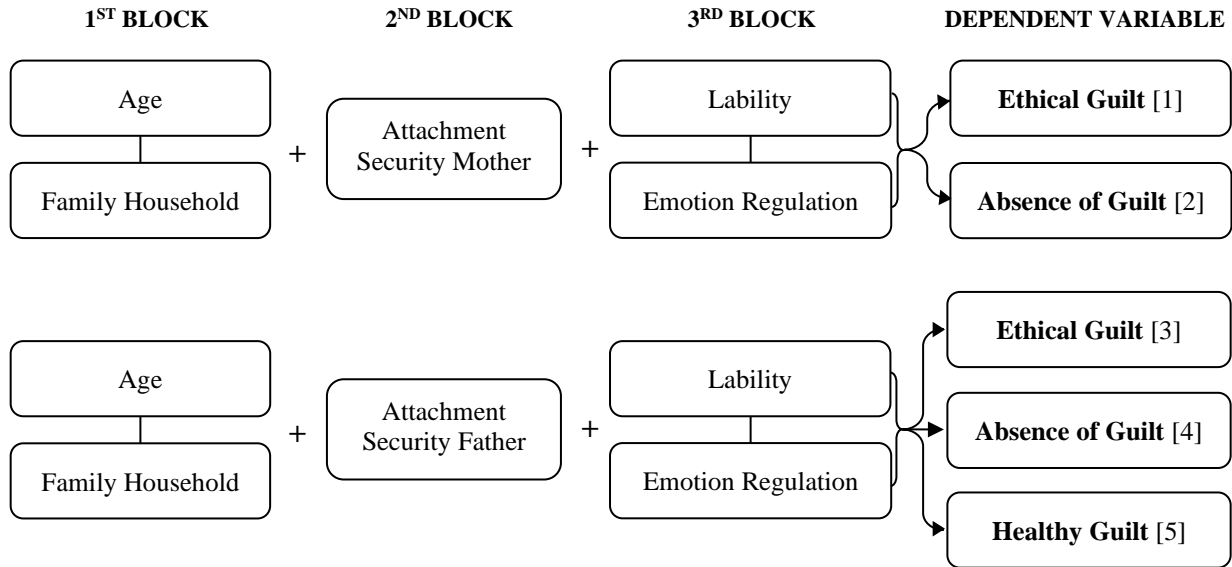 1ST BLOCK
2ND BLOCK
3RD BLOCK
DEPENDENT VARIABLE
Age
Family Household
+
Attachment
Security Mother
+
Lability
Emotion Regulation
Ethical Guilt [1]
Absence of Guilt [2]
Age
Family Household
+
Attachment
Security Father
+
Lability
Emotion Regulation
Ethical Guilt [3]
Absence of Guilt [4]
Healthy Guilt [5]